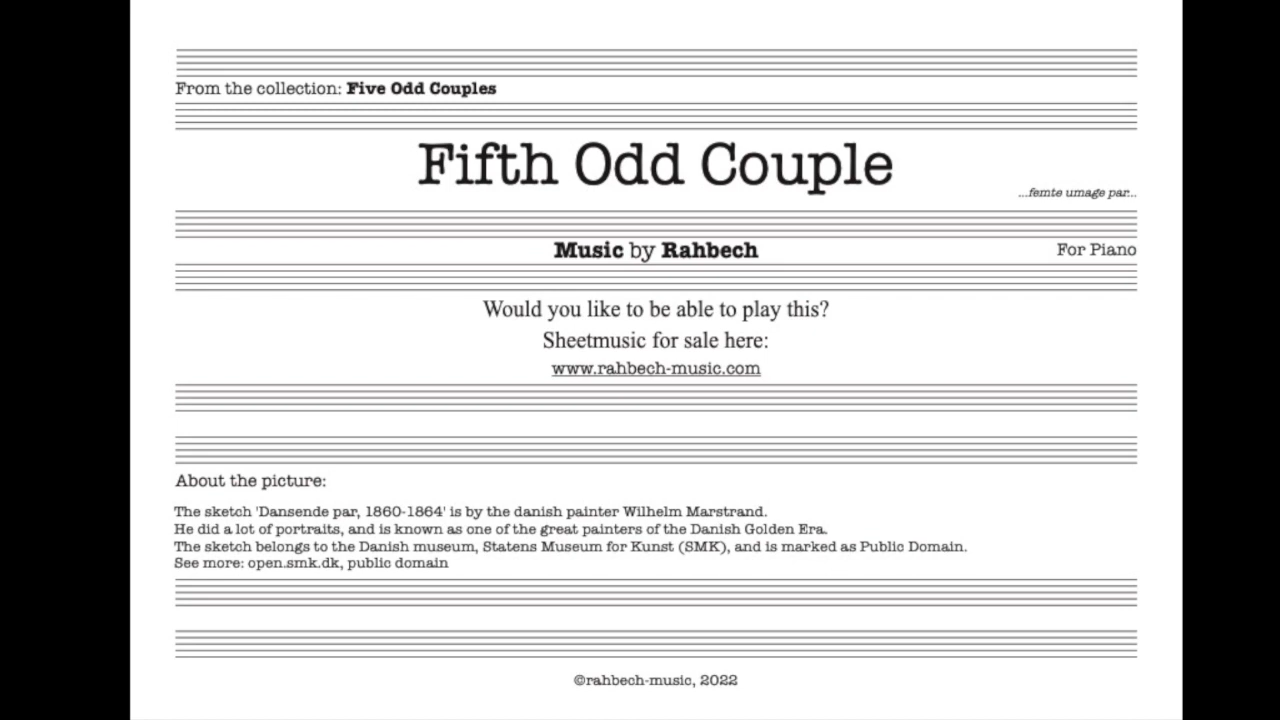 From the collection: Five Odd Couples
Fifth Odd Couple
...femte umage par...
Music by Rahbech
For Piano
Would you like to be able to play this?
Sheetmusic for sale here:
www.rahbech-music.com
About the picture:
The sketch 'Dansende par, 1860-1864' is by the danish painter Wilhelm Marstrand.
He did a lot of portraits, and is known as one of the great painters of the Danish Golden Era.
The sketch belongs to the Danish museum, Statens Museum for Kunst (SMK), and is marked as Public Domain.
See more: open.smk.dk, public domain
©rahbech-music, 2022